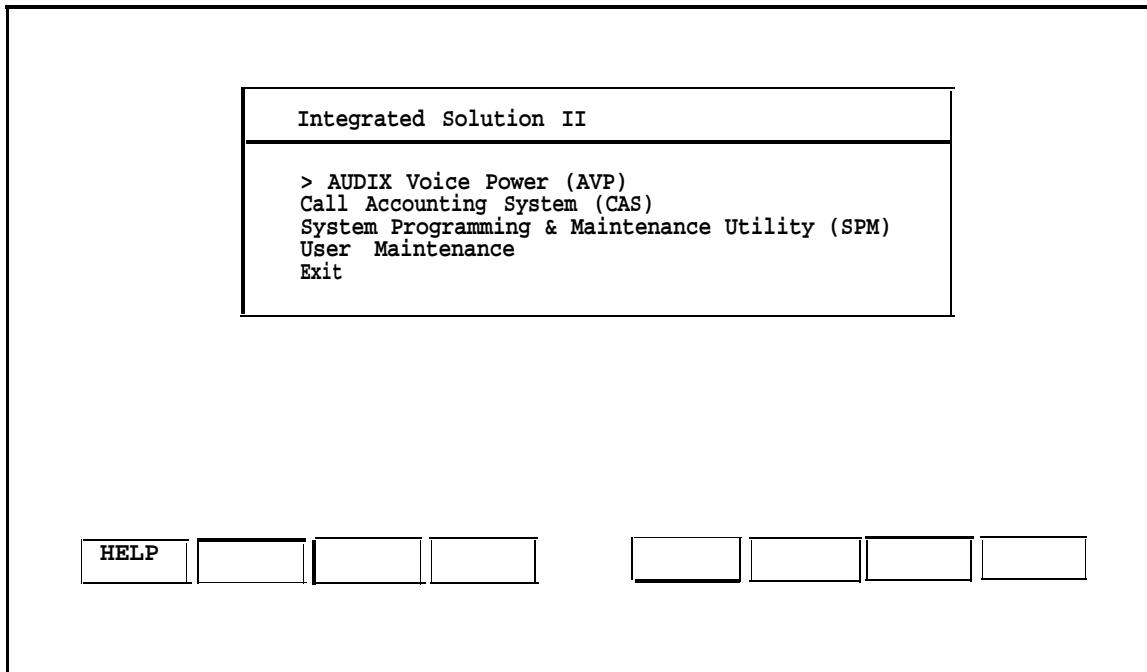 Integrated Solution II
> AUDIX Voice Power (AVP)
Call Accounting System (CAS)
System Programming & Maintenance Utility (SPM)
User Maintenance
Exit
HELP